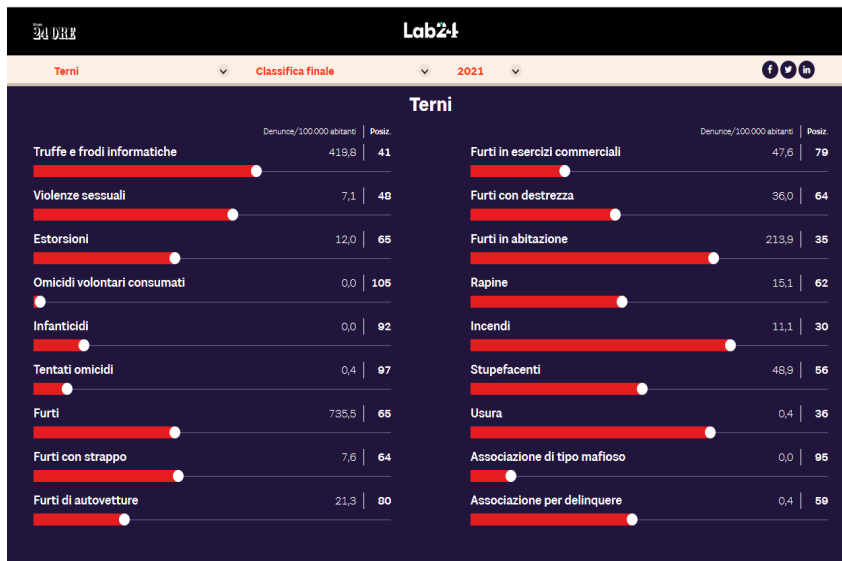 24 ORE
Lab24
Terni Classifica finale 2021
Terni
Denunce/100.000 abitanti Posiz.
Truffe e frodi informatiche 419,8 41
Violenze sessuali 7,1 48
Estorsioni 12,0 65
Omicidi volontari consumati 0,0 105
Infanticidi 0,0 92
Tentati omicidi 0,4 97
Furti 735,5 65
Furti con strappo 7,6 64
Furti di autovetture 21,3 80
Denunce/100.000 abitanti Posiz.
Furti in esercizi commerciali 47,6 79
Furti con destrezza 36,0 64
Furti in abitazione 213,9 35
Rapine 15,1 62
Incendi 11,1 30
Stupefacenti 48,9 56
Usura 0,4 36
Associazione di tipo mafioso 0,0 95
Associazione per delinquere 0,4 59